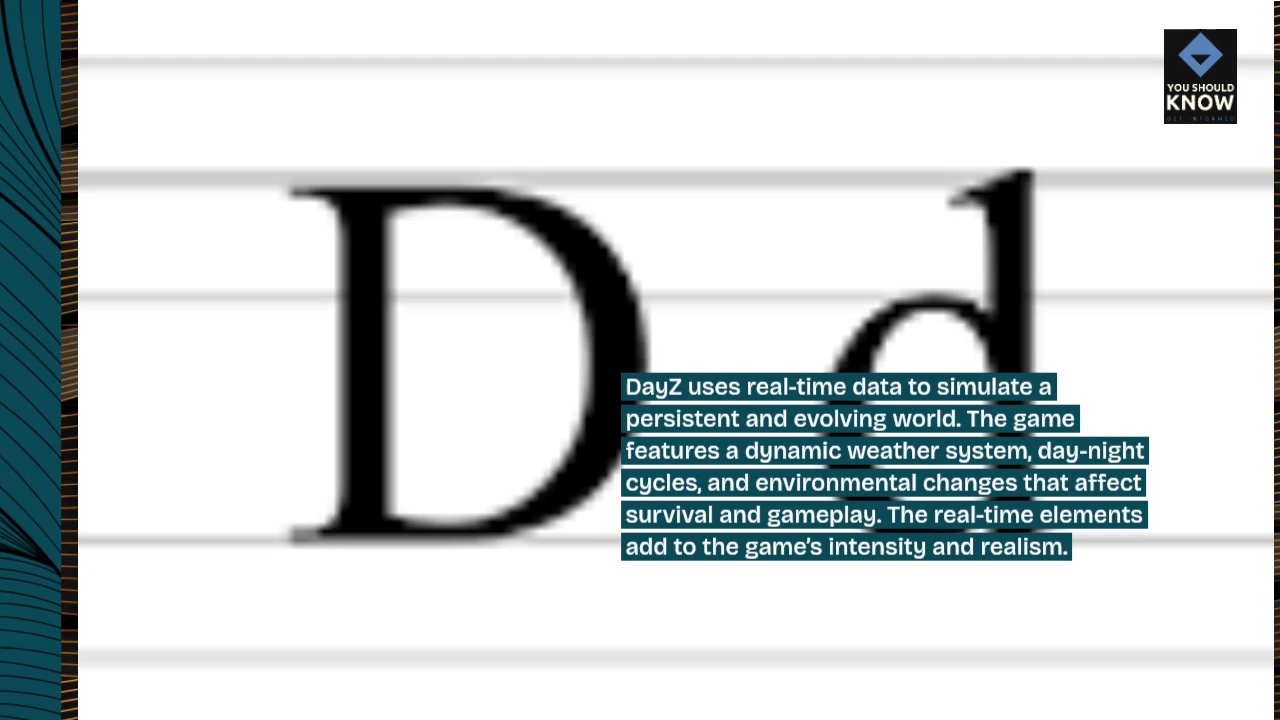 YOU SHOULD
KNOW
GET INFORMED
D d
DayZ uses real-time data to simulate a
persistent and evolving world. The game
features a dynamic weather system, day-night
cycles, and environmental changes that affect
survival and gameplay. The real-time elements
add to the game's intensity and realism.